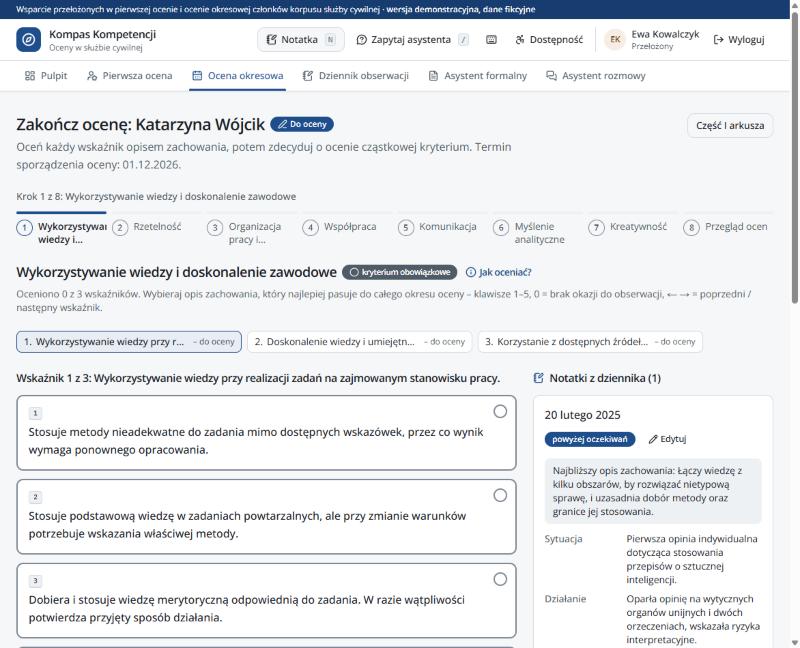 Wsparcie przełożonych w pierwszej ocenie i ocenie okresowej członków korpusu służby cywilnej · wersja demonstracyjna, dane fikcyjne
Kompas Kompetencji
Oceny w służbie cywilnej
Notatka N
Zapytaj asystenta /
Dostępność
EK
Ewa Kowalczyk
Przełożony
Wyloguj
Pulpit
Pierwsza ocena
Ocena okresowa
Dziennik obserwacji
Asystent formalny
Asystent rozmowy
Zakończ ocenę: Katarzyna Wójcik
Do oceny
Część I arkusza
Oceń każdy wskaźnik opisem zachowania, potem zdecyduj o ocenie cząstkowej kryterium. Termin
sporządzenia oceny: 01.12.2026.
Krok 1 z 8: Wykorzystywanie wiedzy i doskonalenie zawodowe
1 Wykorzystywan
wiedzy i...
2 Rzetelność
3 Organizacja
pracy i...
4 Współpraca
5 Komunikacja
6 Myślenie
analityczne
7 Kreatywność
8 Przegląd ocen
Wykorzystywanie wiedzy i doskonalenie zawodowe
kryterium obowiązkowe
Jak oceniać?
Oceniono 0 z 3 wskaźników. Wybieraj opis zachowania, który najlepiej pasuje do całego okresu oceny – klawisze 1–5, 0 = brak okazji do obserwacji, ← → = poprzedni /
następny wskaźnik.
1. Wykorzystywanie wiedzy przy r... – do oceny
2. Doskonalenie wiedzy i umiejętn... – do oceny
3. Korzystanie z dostępnych źródeł... – do oceny
Wskaźnik 1 z 3: Wykorzystywanie wiedzy przy realizacji zadań na zajmowanym stanowisku pracy.
1
Stosuje metody nieadekwatne do zadania mimo dostępnych wskazówek, przez co wynik
wymaga ponownego opracowania.
2
Stosuje podstawową wiedzę w zadaniach powtarzalnych, ale przy zmianie warunków
potrzebuje wskazania właściwej metody.
3
Dobiera i stosuje wiedzę merytoryczną odpowiednią do zadania. W razie wątpliwości
potwierdza przyjęty sposób działania.
Notatki z dziennika (1)
20 lutego 2025
powyżej oczekiwań
Edytuj
Najbliższy opis zachowania: Łączy wiedzę z
kilku obszarów, by rozwiązać nietypową
sprawę, i uzasadnia dobór metody oraz
granice jej stosowania.
Sytuacja
Pierwsza opinia indywidualna
dotycząca stosowania
przepisów o sztucznej
inteligencji.
Działanie
Oparła opinię na wytycznych
organów unijnych i dwóch
orzeczeniach, wskazała ryzyka
interpretacyjne.